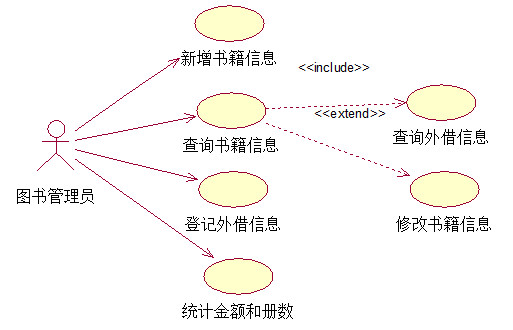 新增书籍信息
<<include>>
<<extend>>
查询书籍信息
查询外借信息
图书管理员
登记外借信息
修改书籍信息
统计金额和册数